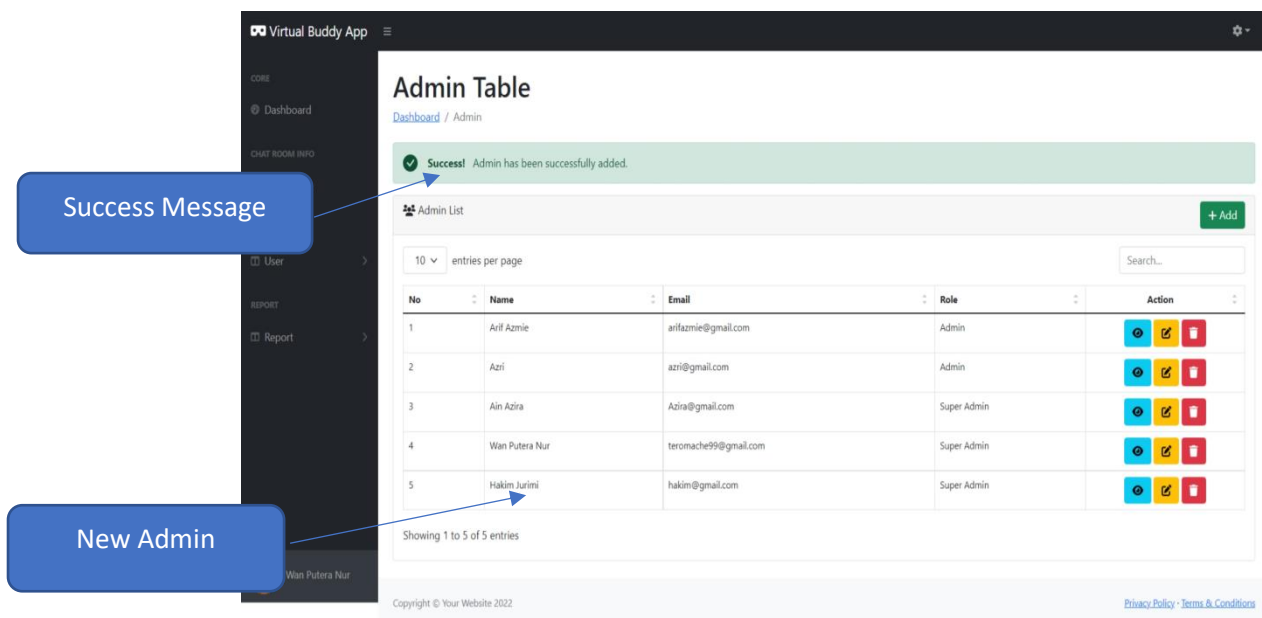 Virtual Buddy App
CORE
Dashboard
CHAT ROOM INFO
User
REPORT
Report
Wan Putera Nur
Success Message
New Admin
Admin Table
Dashboard / Admin
Success! Admin has been successfully added.
Admin List
+ Add
10 entries per page
Search...
No Name Email Role Action
1 Arif Azmie arifazmie@gmail.com Admin
2 Azri azri@gmail.com Admin
3 Ain Azira Azira@gmail.com Super Admin
4 Wan Putera Nur teromache99@gmail.com Super Admin
5 Hakim Jurimi hakim@gmail.com Super Admin
Showing 1 to 5 of 5 entries
Copyright © Your Website 2022
Privacy Policy · Terms & Conditions